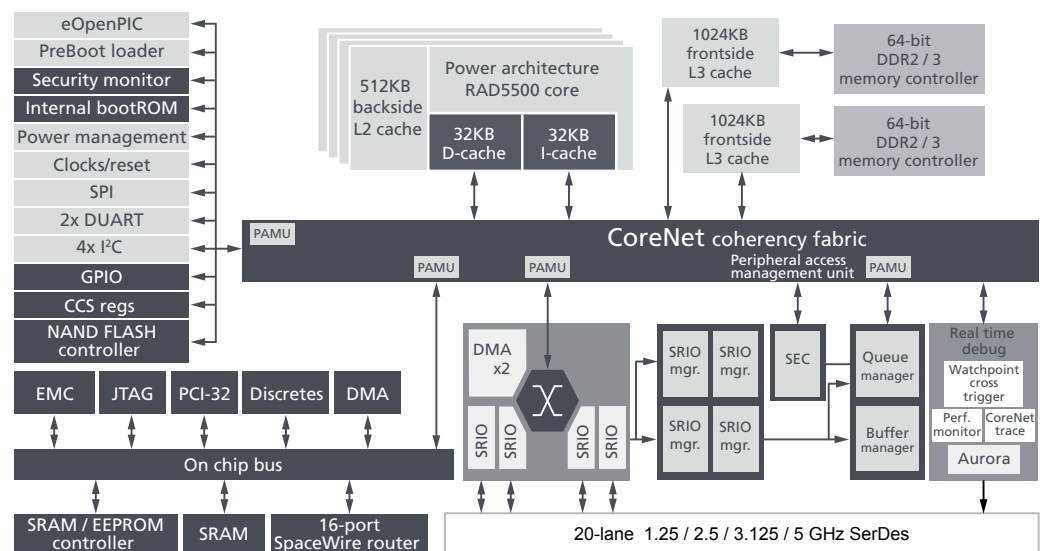 eOpenPIC
PreBoot loader
Security monitor
Internal bootROM
Power management
Clocks/reset
SPI
2x DUART
4x I²C
GPIO
CCS regs
NAND FLASH
controller
512KB
backside
L2 cache
Power architecture
RAD5500 core
32KB
D-cache
32KB
I-cache
1024KB
frontside
L3 cache
64-bit
DDR2 / 3
memory controller
1024KB
frontside
L3 cache
64-bit
DDR2 / 3
memory controller
PAMU
CoreNet coherency fabric
PAMU
PAMU
Peripheral access
management unit
PAMU
EMC
JTAG
PCI-32
Discretes
DMA
On chip bus
SRAM / EEPROM
controller
SRAM
16-port
SpaceWire router
DMA
x2
SRIO
SRIO
SRIO
SRIO
SRIO
mgr.
SRIO
mgr.
SRIO
mgr.
SRIO
mgr.
SEC
Queue
manager
Buffer
manager
Real time
debug
Watchpoint
cross
trigger
Perf.
monitor
CoreNet
trace
Aurora
20-lane 1.25 / 2.5 / 3.125 / 5 GHz SerDes